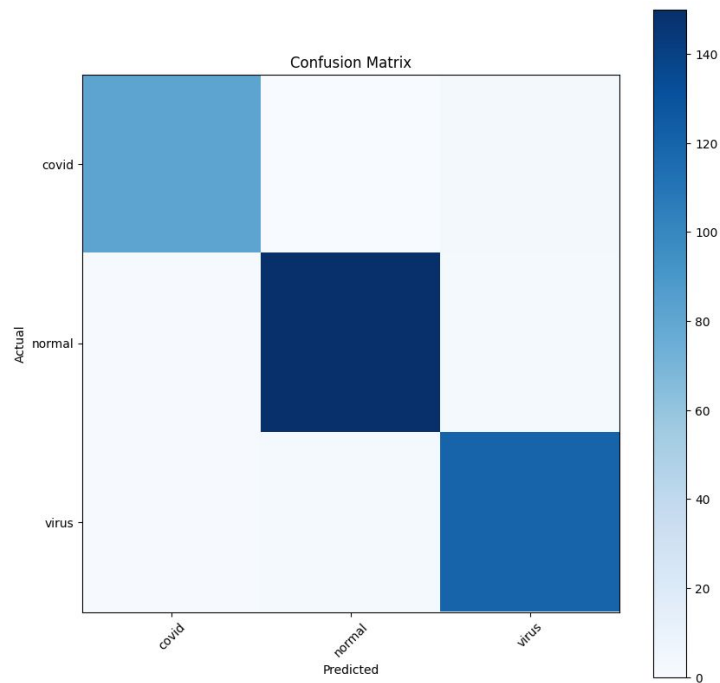 Confusion Matrix
Actual
covid
normal
virus
covid
normal
virus
Predicted
140
120
100
80
60
40
20
0